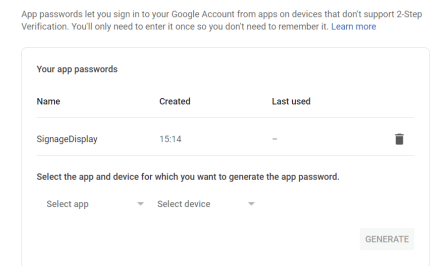 App passwords let you sign in to your Google Account from apps on devices that don't support 2-Step
Verification. You'll only need to enter it once so you don't need to remember it. Learn more
Your app passwords
Name Created Last used
SignageDisplay 15:14 –
Select the app and device for which you want to generate the app password.
Select app Select device
GENERATE